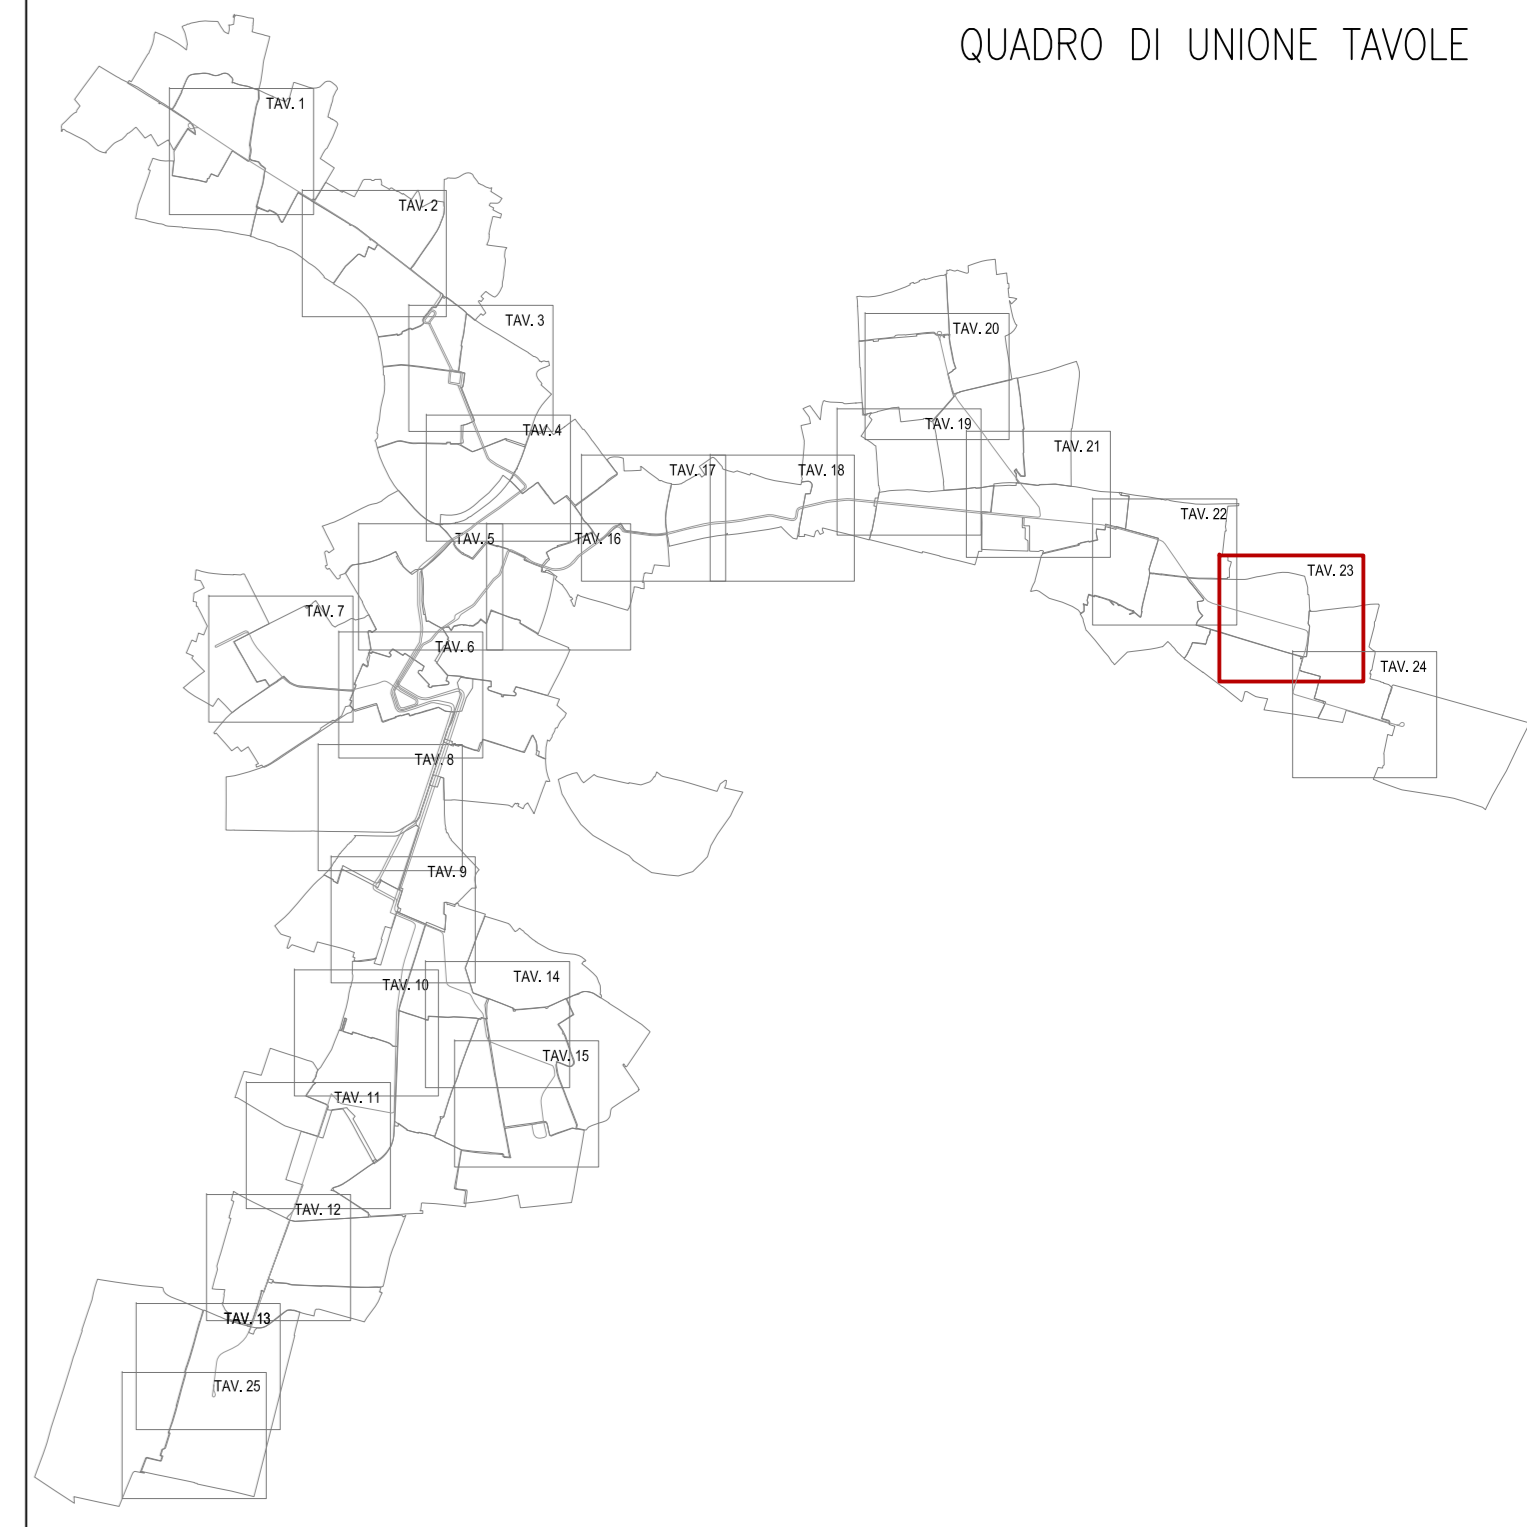 QUADRO DI UNIONE TAVOLE
TAV. 1
TAV. 2
TAV. 3
TAV. 20
TAV. 4
TAV. 19
TAV. 21
TAV. 17
TAV. 18
TAV. 22
TAV. 5
TAV. 16
TAV. 23
TAV. 7
TAV. 6
TAV. 24
TAV. 8
TAV. 9
TAV. 14
TAV. 10
TAV. 15
TAV. 11
TAV. 12
TAV. 13
TAV. 25